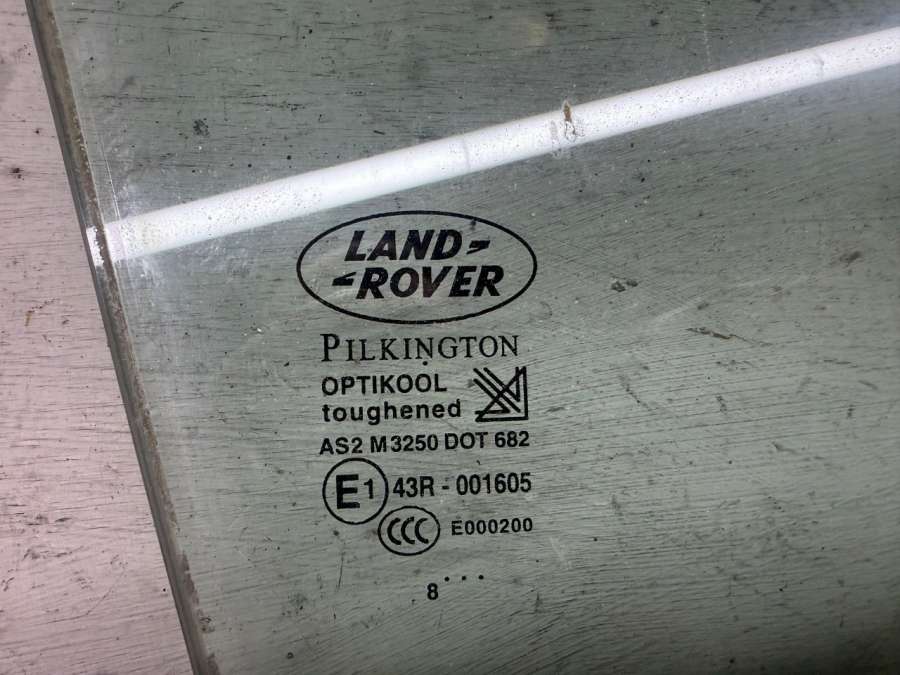 LAND-
-ROVER
PILKINGTON
OPTIKOOL
toughened
AS2 M3250 DOT 682
E1 43R - 001605
CCC E000200
8...